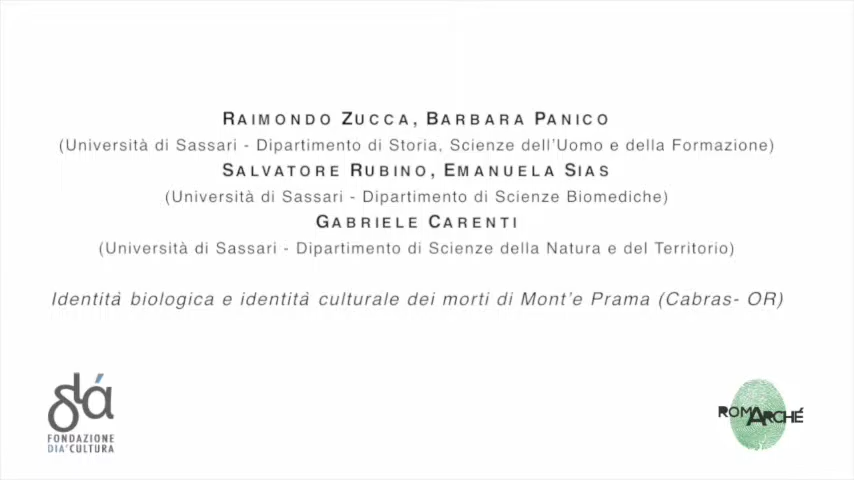 RAIMONDO ZUCCA, BARBARA PANICO
(Università di Sassari - Dipartimento di Storia, Scienze dell'Uomo e della Formazione)
SALVATORE RUBINO, EMANUELA SIAS
(Università di Sassari - Dipartimento di Scienze Biomediche)
GABRIELE CARENTI
(Università di Sassari - Dipartimento di Scienze della Natura e del Territorio)
Identità biologica e identità culturale dei morti di Mont'e Prama (Cabras- OR)
diá
FONDAZIONE
DIA'CULTURA
ROMARCHÉ